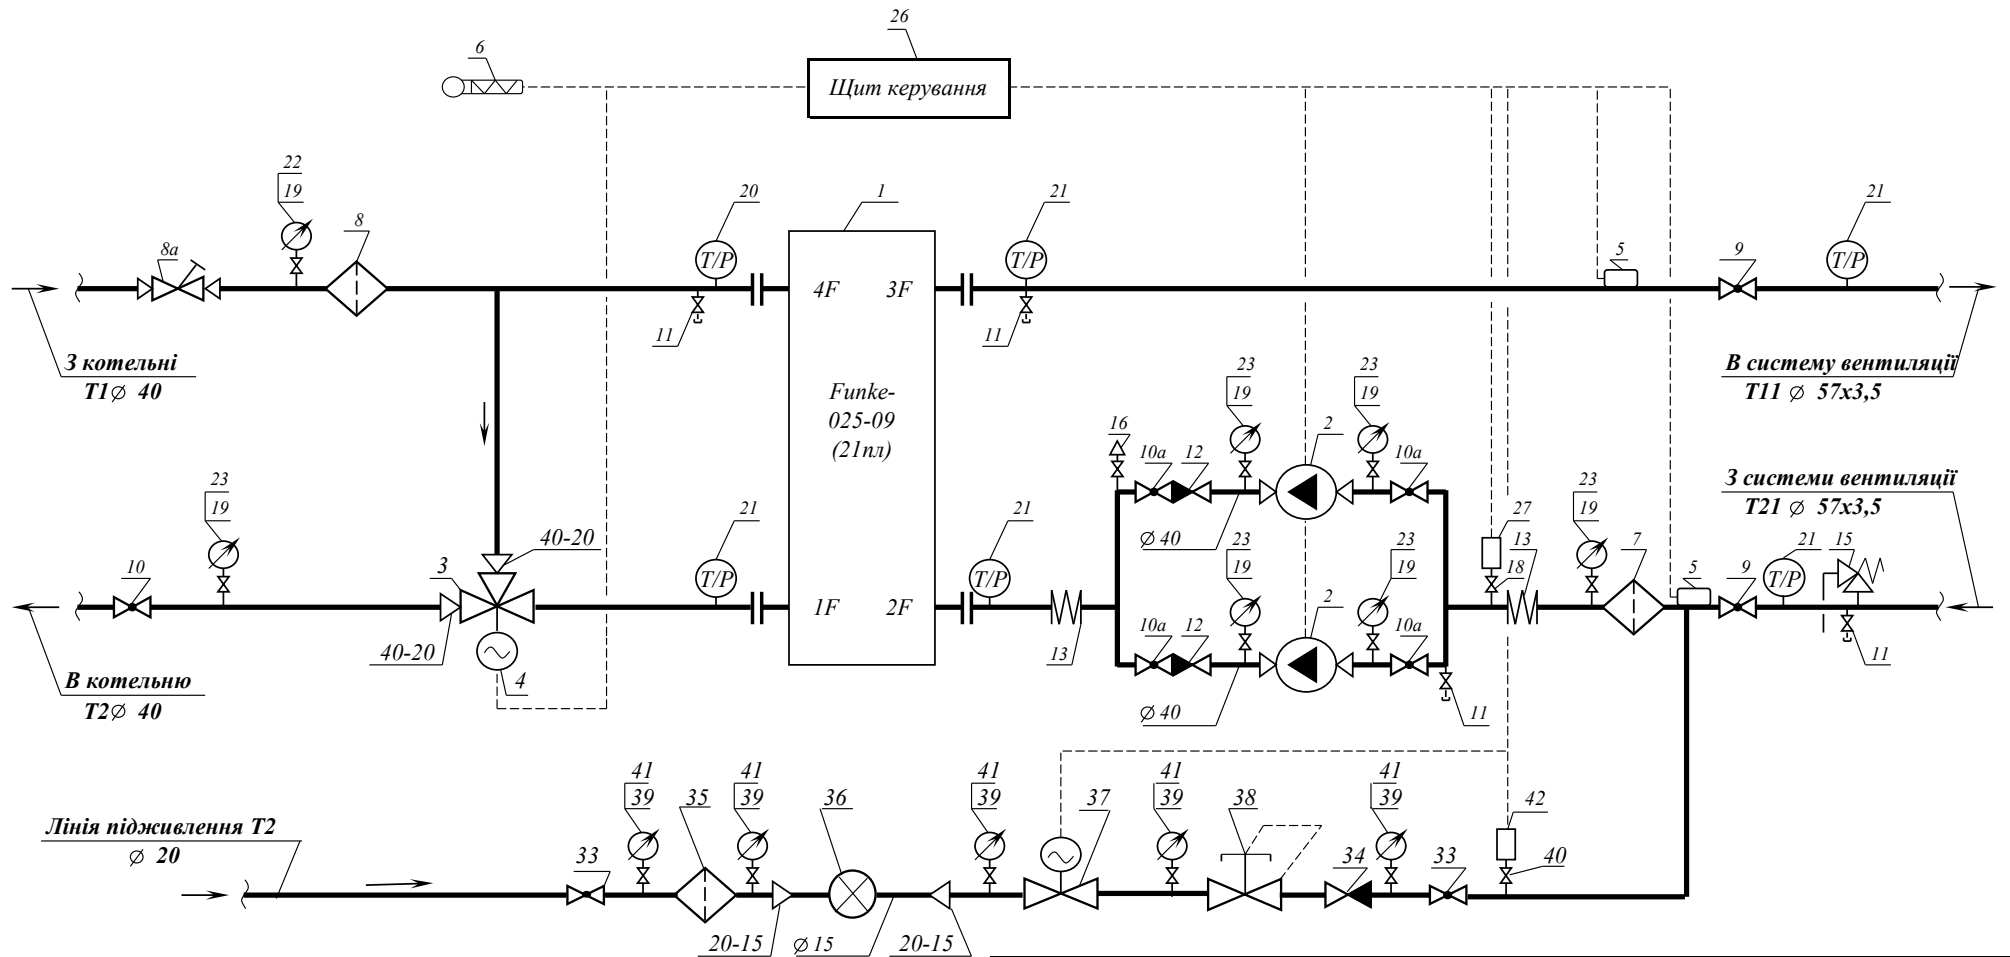 26
6
Щит керування
22
19
8
8а
20
1
21
5
9
21
T/P
T/P
T/P
4F
3F
11
11
З котельні
T1∅ 40
В систему вентиляції
T11 ∅ 57x3,5
Funke-
025-09
(21пл)
23
19
23
19
2
16
10a
12
10a
∅ 40
З системи вентиляції
T21 ∅ 57x3,5
23
19
10
3
40-20
21
21
23
19
23
19
27
18
13
23
19
7
5
9
21
15
T/P
T/P
T/P
1F
2F
2
10a
12
10a
40-20
4
13
11
11
∅ 40
В котельню
T2∅ 40
Лінія підживлення T2
∅ 20
33
41
39
35
41
39
36
41
39
37
41
39
38
34
41
39
33
42
40
20-15
∅ 15
20-15